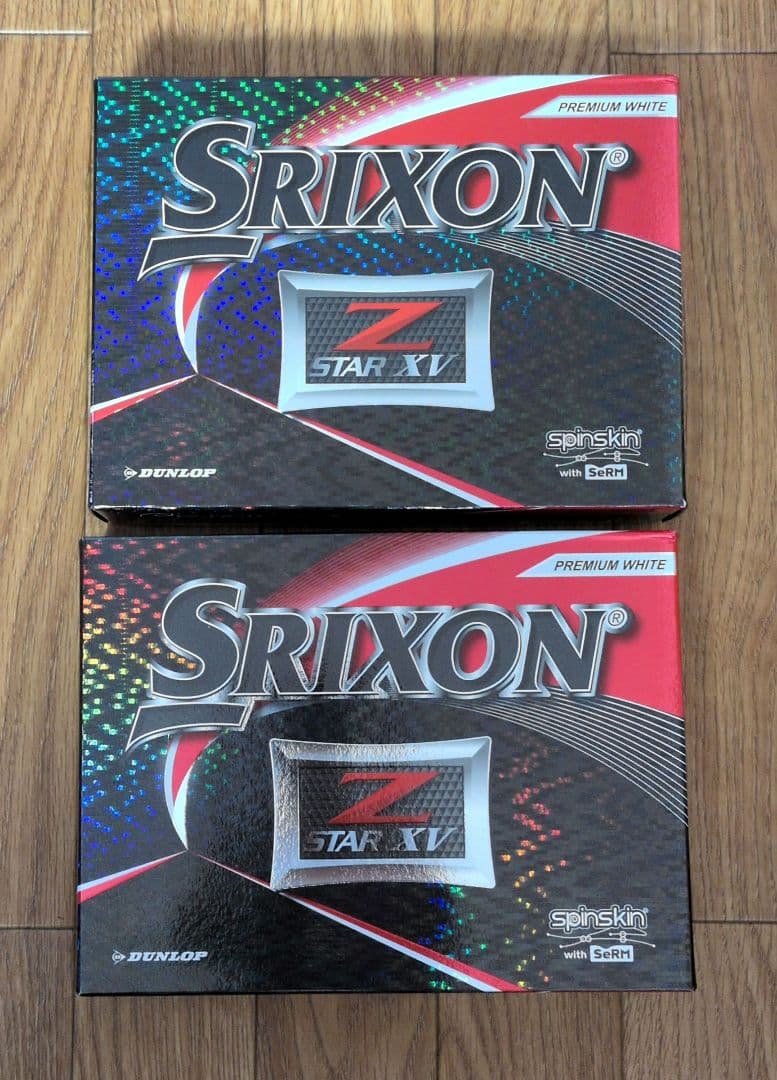 PREMIUM WHITE
SRIXON®
Z
STAR XV
spinskin
with SeRM
DUNLOP
PREMIUM WHITE
SRIXON®
Z
STAR XV
spinskin
with SeRM
DUNLOP